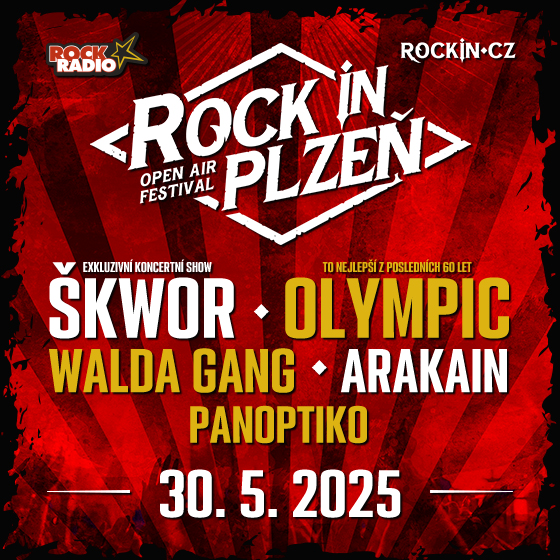 ROCK RADIO
ROCKIN·CZ
ROCK IN
OPEN AIR
FESTIVAL
PLZEŇ
EXKLUZIVNÍ KONCERTNÍ SHOW
TO NEJLEPŠÍ Z POSLEDNÍCH 60 LET
ŠKWOR · OLYMPIC
WALDA GANG · ARAKAIN
PANOPTIKO
30. 5. 2025